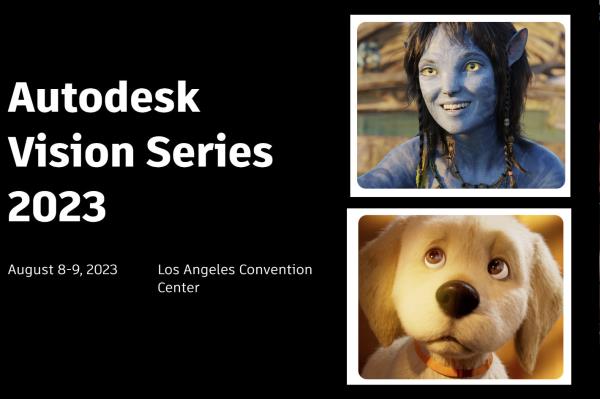 Autodesk
Vision Series
2023
August 8-9, 2023
Los Angeles Convention
Center